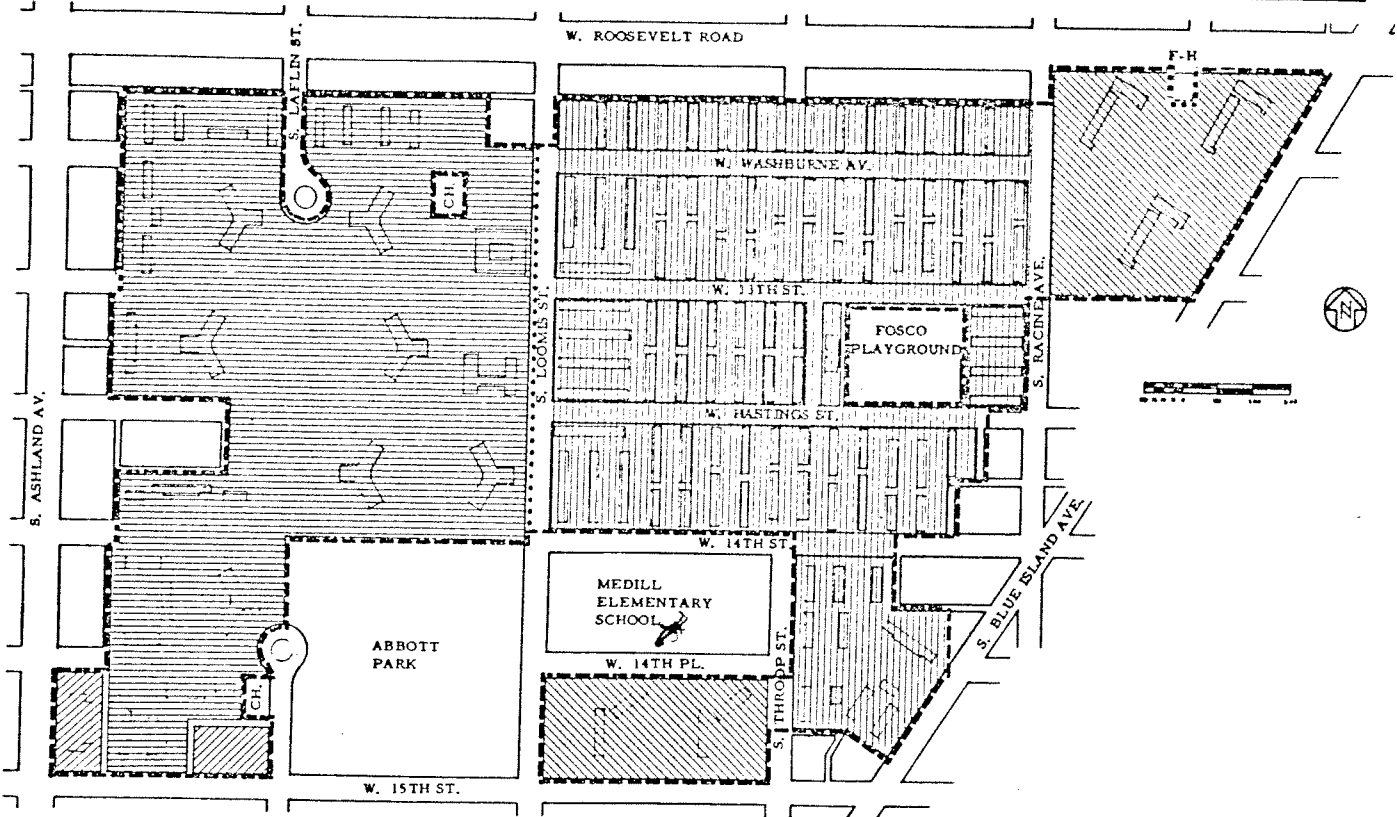 W. ROOSEVELT ROAD
F-H
S. LAFLIN ST.
W. WASHBURNE AV.
CH.
W. 13TH ST.
S. LOOMIS ST.
S. RACINE AVE.
FOSCO
PLAYGROUND
N
S. ASHLAND AV.
W. HASTINGS ST.
W. 14TH ST.
S. BLUE ISLAND AVE.
MEDILL
ELEMENTARY
SCHOOL
ABBOTT
PARK
W. 14TH PL.
S. THROOP ST.
CH.
W. 15TH ST.